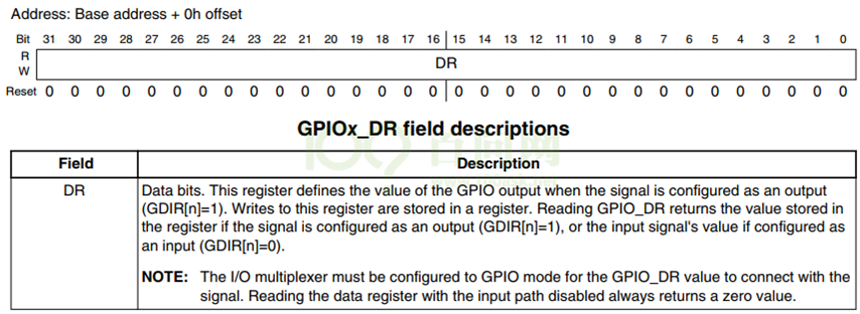 Address: Base address + 0h offset
Bit 31 30 29 28 27 26 25 24 23 22 21 20 19 18 17 16 15 14 13 12 11 10 9 8 7 6 5 4 3 2 1 0
R
W
DR
Reset 0 0 0 0 0 0 0 0 0 0 0 0 0 0 0 0 0 0 0 0 0 0 0 0 0 0 0 0 0 0 0 0
GPIOx_DR field descriptions
Field Description
DR Data bits. This register defines the value of the GPIO output when the signal is configured as an output
(GDIR[n]=1). Writes to this register are stored in a register. Reading GPIO_DR returns the value stored in
the register if the signal is configured as an output (GDIR[n]=1), or the input signal's value if configured as
an input (GDIR[n]=0).
NOTE: The I/O multiplexer must be configured to GPIO mode for the GPIO_DR value to connect with the
signal. Reading the data register with the input path disabled always returns a zero value.